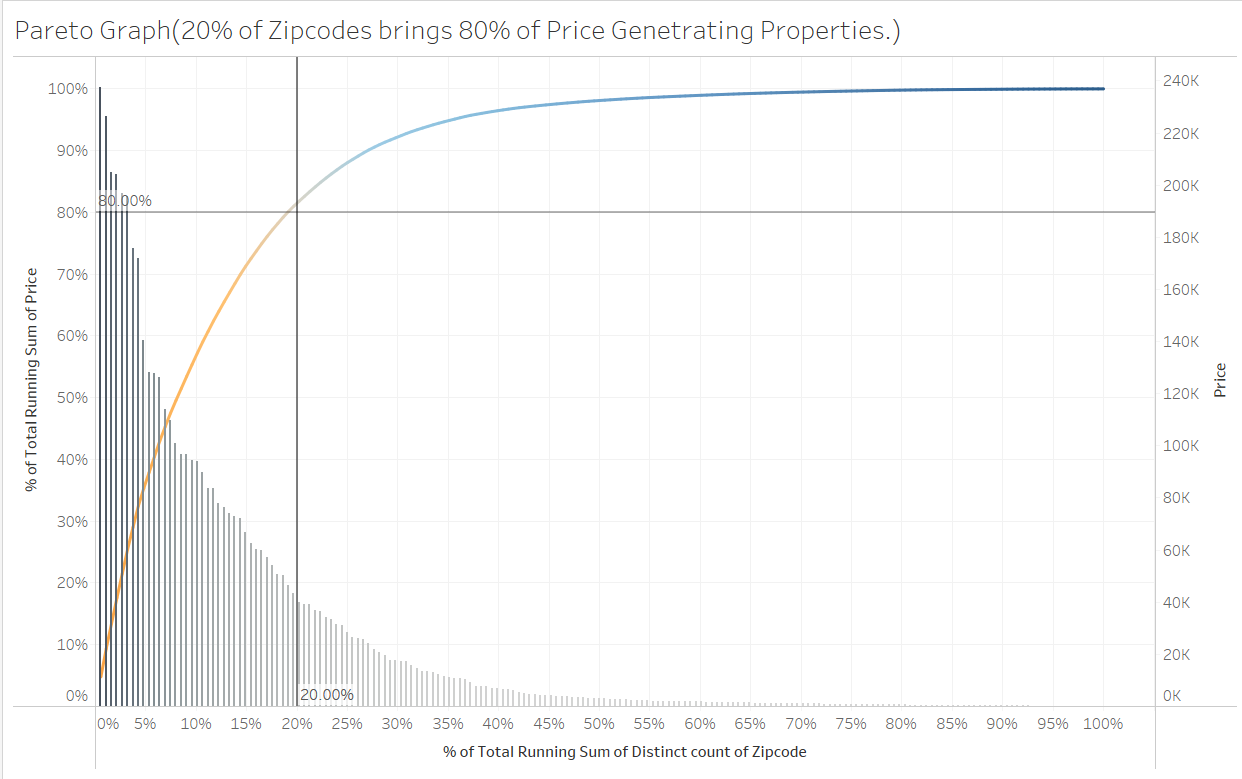 Pareto Graph(20% of Zipcodes brings 80% of Price Genetrating Properties.)
100%
90%
80.00%
80%
70%
60%
50%
40%
30%
20%
10%
0%
% of Total Running Sum of Price
20.00%
240K
220K
200K
180K
160K
140K
120K
100K
80K
60K
40K
20K
0K
Price
0% 5% 10% 15% 20% 25% 30% 35% 40% 45% 50% 55% 60% 65% 70% 75% 80% 85% 90% 95% 100%
% of Total Running Sum of Distinct count of Zipcode